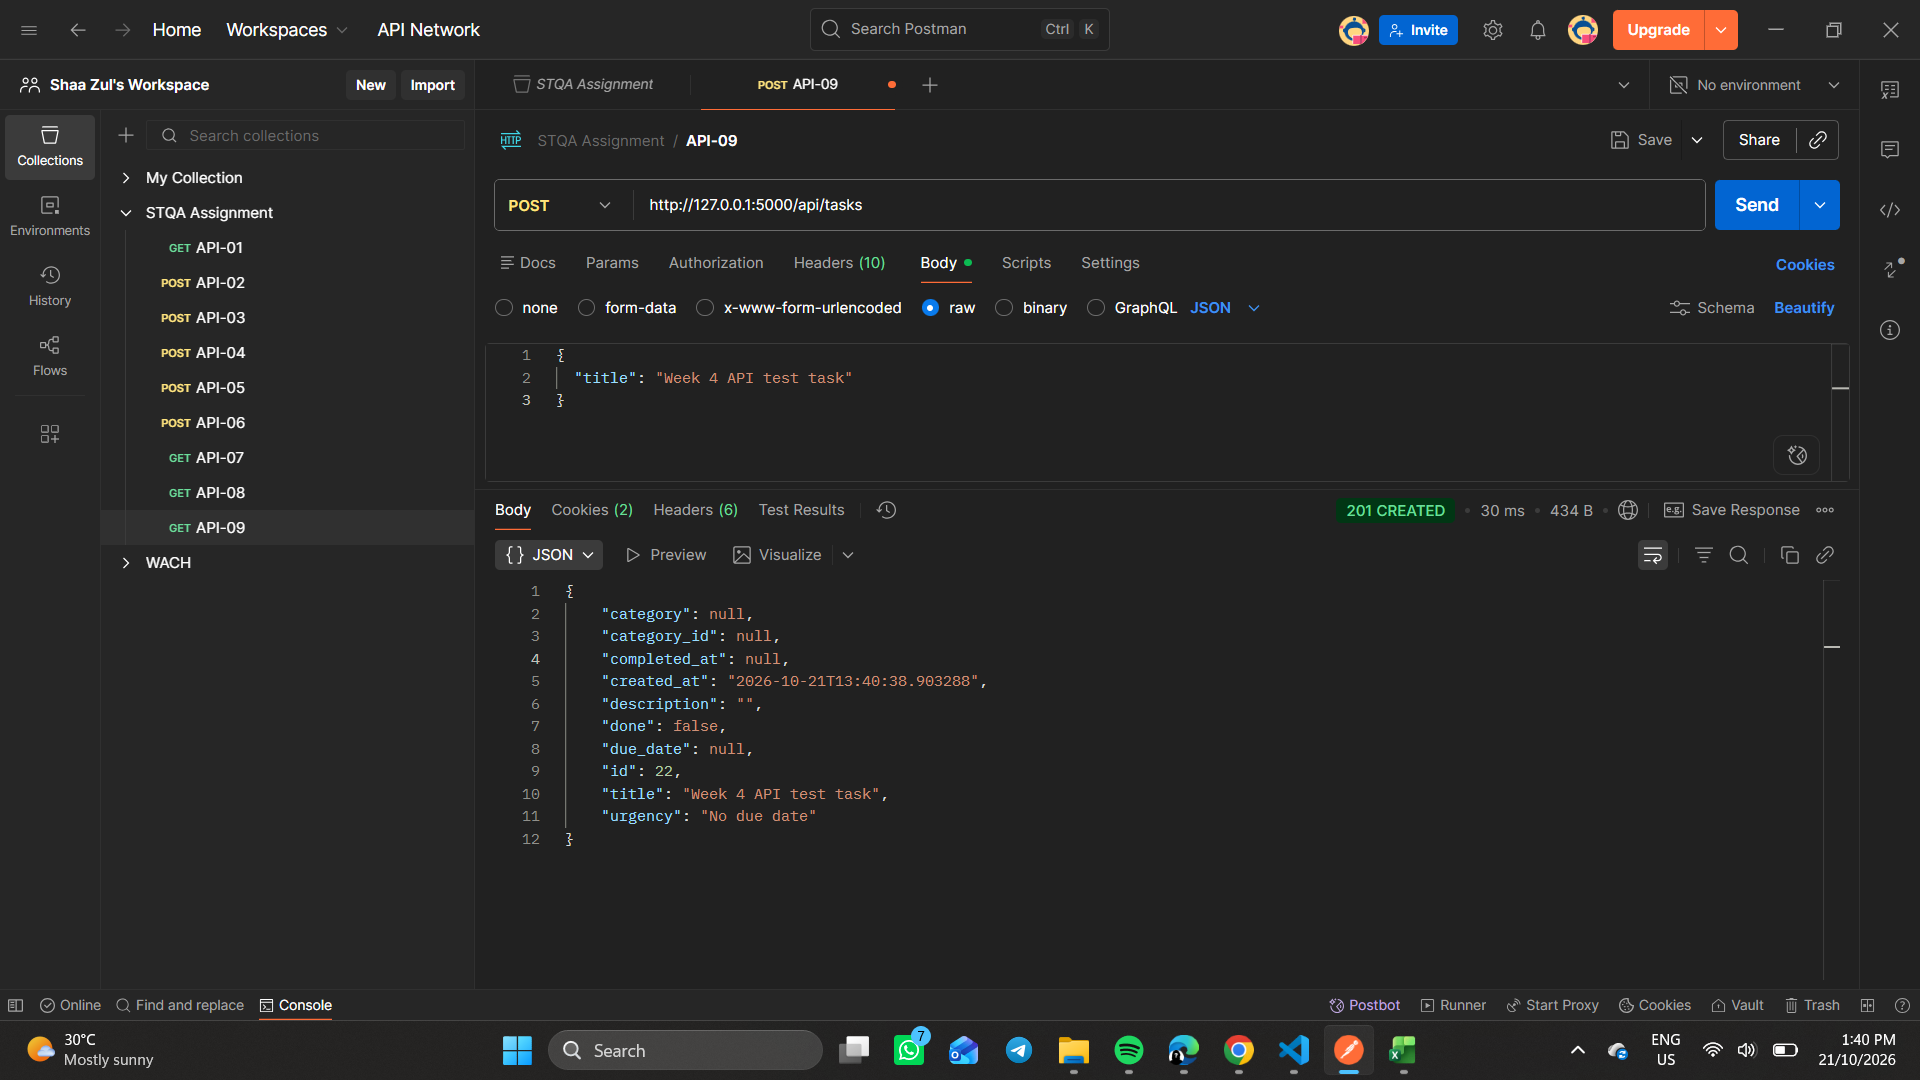 Home
Workspaces
API Network
Search Postman
Ctrl
K
Invite
Upgrade
Shaa Zul's Workspace
New
Import
STQA Assignment
POST API-09
No environment
Collections
Environments
History
Flows
Search collections
My Collection
STQA Assignment
GET API-01
POST API-02
POST API-03
POST API-04
POST API-05
POST API-06
GET API-07
GET API-08
GET API-09
WACH
HTTP
STQA Assignment / API-09
Save
Share
POST
http://127.0.0.1:5000/api/tasks
Send
Docs
Params
Authorization
Headers (10)
Body
Scripts
Settings
Cookies
none
form-data
x-www-form-urlencoded
raw
binary
GraphQL
JSON
Schema
Beautify
1 {
2 "title": "Week 4 API test task"
3 }
Body
Cookies (2)
Headers (6)
Test Results
201 CREATED
30 ms
434 B
e.g.
Save Response
{} JSON
Preview
Visualize
1 {
2 "category": null,
3 "category_id": null,
4 "completed_at": null,
5 "created_at": "2026-10-21T13:40:38.903288",
6 "description": "",
7 "done": false,
8 "due_date": null,
9 "id": 22,
10 "title": "Week 4 API test task",
11 "urgency": "No due date"
12 }
Online
Find and replace
Console
Postbot
Runner
Start Proxy
Cookies
Vault
Trash
30°C
Mostly sunny
Search
7
ENG
US
1:40 PM
21/10/2026